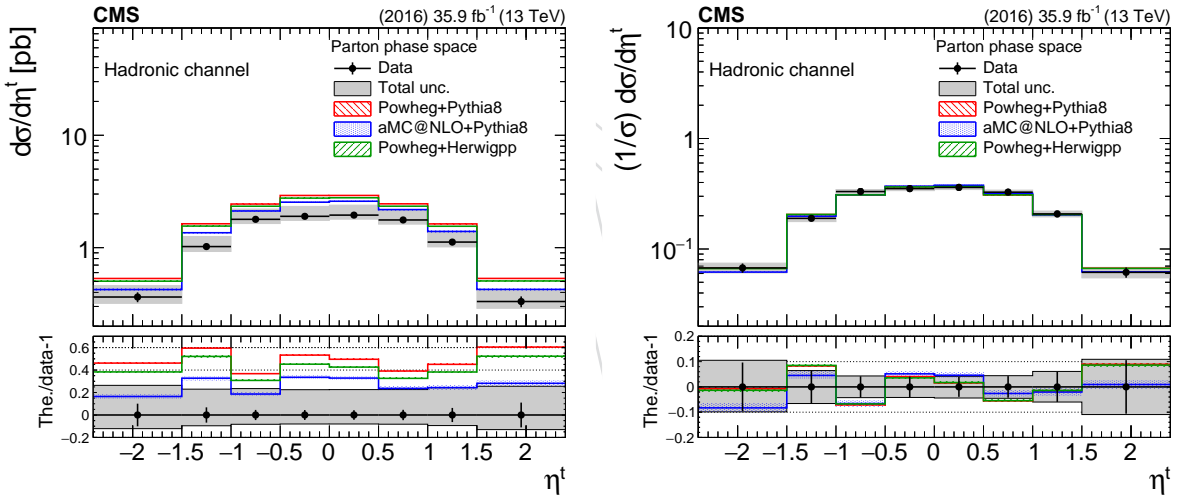 CMS (2016) 35.9 fb⁻¹ (13 TeV)
dσ/dηᵗ [pb]
Parton phase space
Hadronic channel
Data
Total unc.
Powheg+Pythia8
aMC@NLO+Pythia8
Powheg+Herwigpp
10
1
The./data-1
0.6
0.4
0.2
0
−0.2
−2 −1.5 −1 −0.5 0 0.5 1 1.5 2
ηᵗ
CMS (2016) 35.9 fb⁻¹ (13 TeV)
(1/σ) dσ/dηᵗ
Parton phase space
Hadronic channel
Data
Total unc.
Powheg+Pythia8
aMC@NLO+Pythia8
Powheg+Herwigpp
10
1
10⁻¹
The./data-1
0.2
0.1
0
−0.1
−0.2
−2 −1.5 −1 −0.5 0 0.5 1 1.5 2
ηᵗ